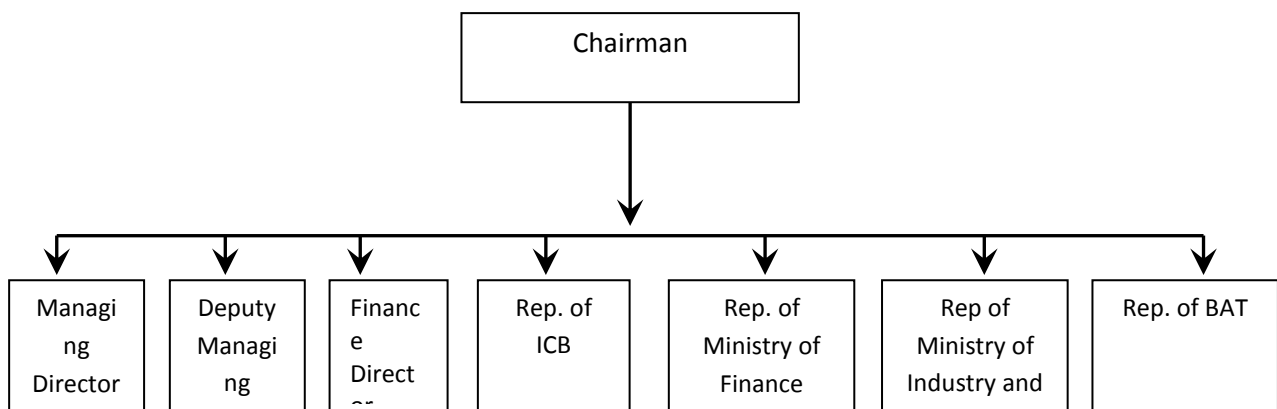 Chairman
Managi
ng
Director
Deputy
Managi
ng
Financ
e
Direct
or
Rep. of
ICB
Rep. of
Ministry of
Finance
Rep of
Ministry of
Industry and
Rep. of BAT